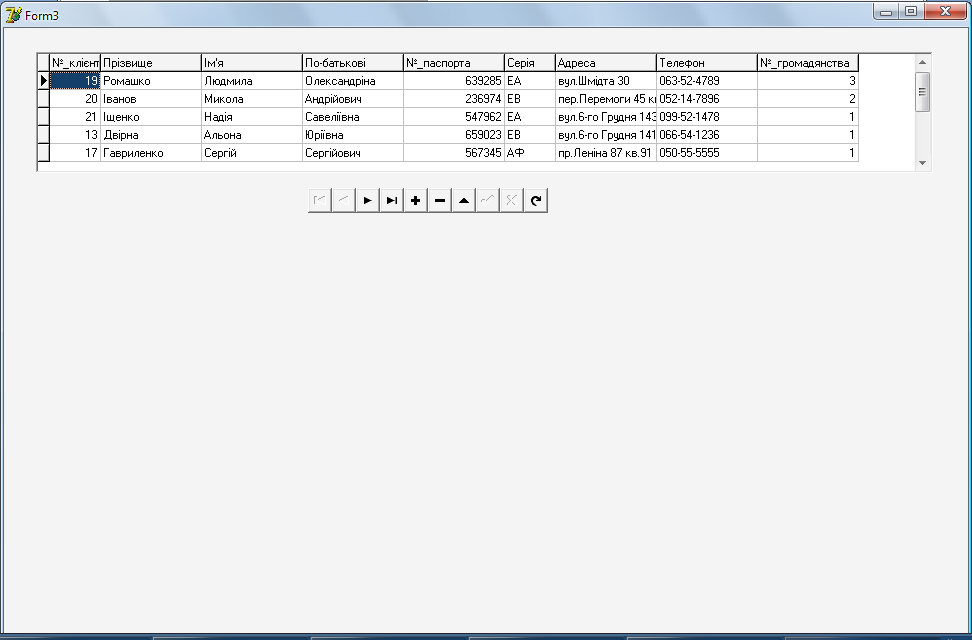 Form3
№_клієнт Прізвище Ім'я По-батькові №_паспорта Серія Адреса Телефон №_громадянства
19 Ромашко Людмила Олександріна 639285 ЕА вул.Шмідта 30 063-52-4789 3
20 Іванов Микола Андрійович 236974 ЕВ пер.Перемоги 45 к 052-14-7896 2
21 Іщенко Надія Савеліївна 547962 ЕА вул.6-го Грудня 143 099-52-1478 1
13 Двірна Альона Юріївна 659023 ЕВ вул.6-го Грудня 141 066-54-1236 1
17 Гавриленко Сергій Сергійович 567345 АФ пр.Леніна 87 кв.91 050-55-5555 1